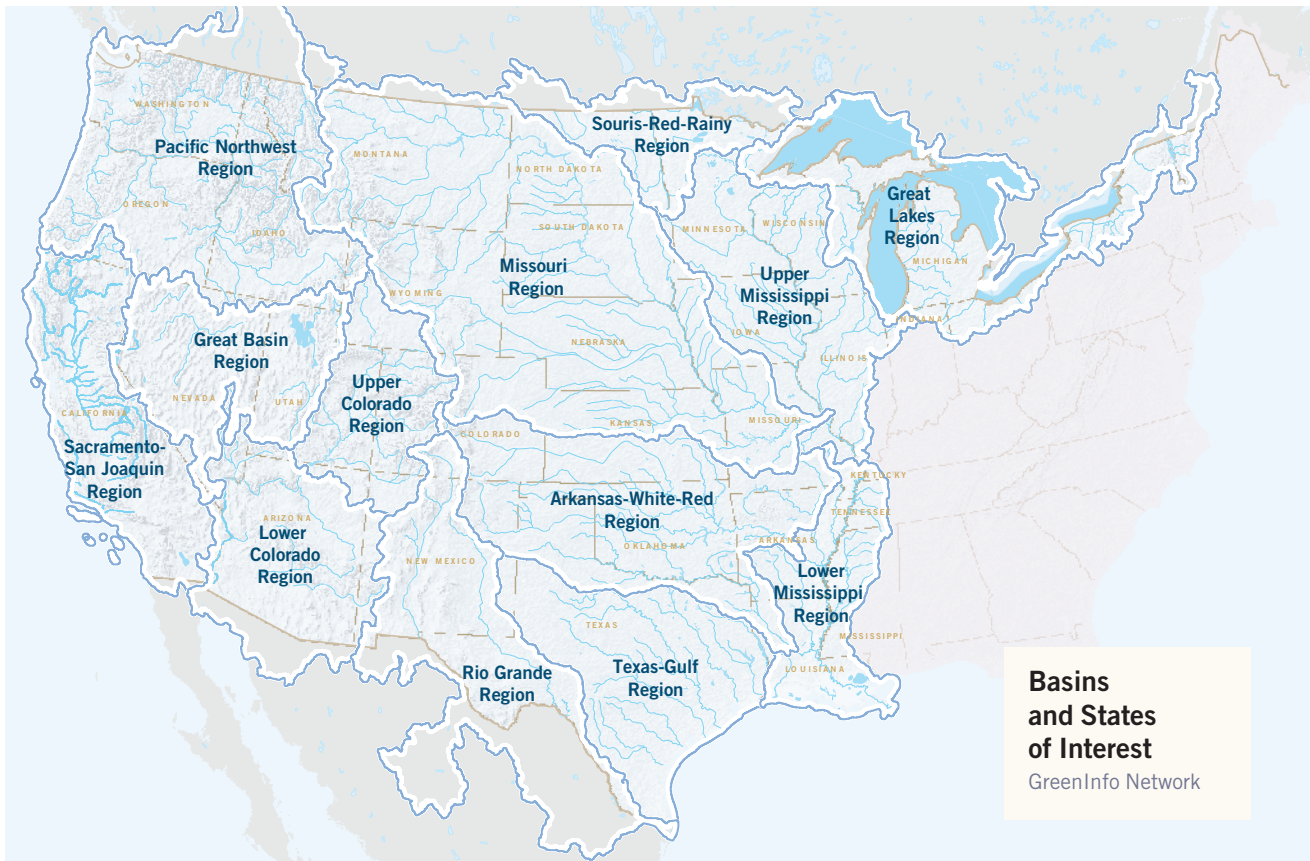 WASHINGTON
Pacific Northwest
Region
OREGON
IDAHO
MONTANA
Souris-Red-Rainy
Region
NORTH DAKOTA
SOUTH DAKOTA
Missouri
Region
WYOMING
NEBRASKA
KANSAS
MINNESOTA
WISCONSIN
Upper
Mississippi
Region
IOWA
ILLINOIS
MISSOURI
Great
Lakes
Region
MICHIGAN
INDIANA
Great Basin
Region
NEVADA
UTAH
Upper
Colorado
Region
COLORADO
CALIFORNIA
Sacramento-
San Joaquin
Region
ARIZONA
Lower
Colorado
Region
NEW MEXICO
Arkansas-White-Red
Region
OKLAHOMA
KENTUCKY
TENNESSEE
ARKANSAS
Lower
Mississippi
Region
MISSISSIPPI
LOUISIANA
TEXAS
Texas-Gulf
Region
Rio Grande
Region
Basins
and States
of Interest
GreenInfo Network